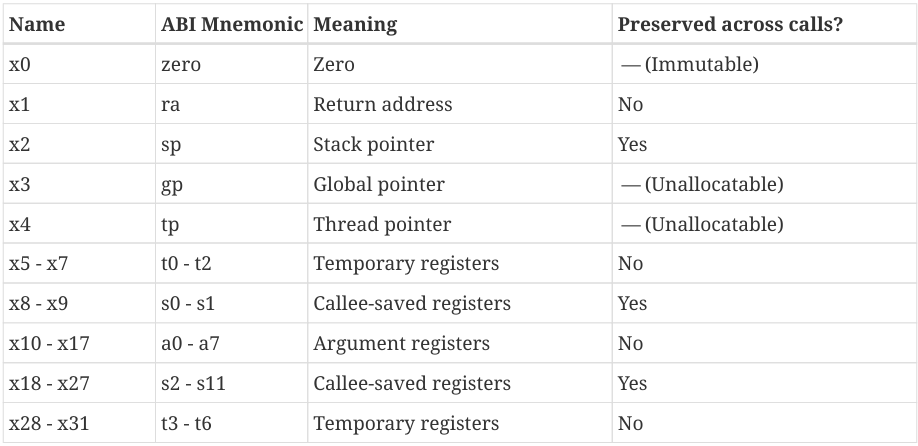 Name ABI Mnemonic Meaning Preserved across calls?
x0 zero Zero — (Immutable)
x1 ra Return address No
x2 sp Stack pointer Yes
x3 gp Global pointer — (Unallocatable)
x4 tp Thread pointer — (Unallocatable)
x5 - x7 t0 - t2 Temporary registers No
x8 - x9 s0 - s1 Callee-saved registers Yes
x10 - x17 a0 - a7 Argument registers No
x18 - x27 s2 - s11 Callee-saved registers Yes
x28 - x31 t3 - t6 Temporary registers No